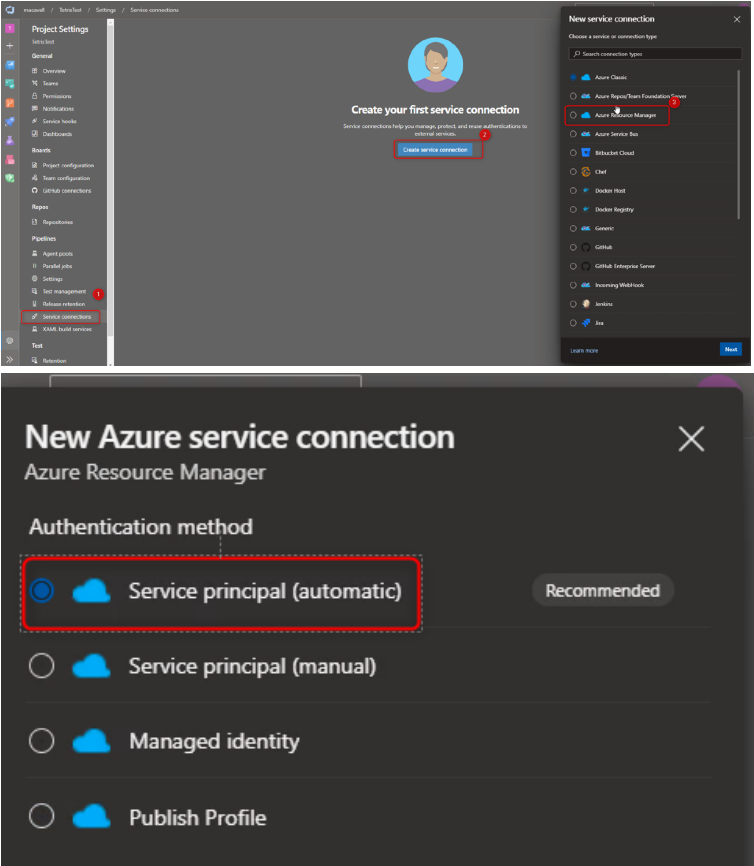 macavall / TetrisTest / Settings / Service connections
Project Settings
TetrisTest
General
Overview
Teams
Permissions
Notifications
Service hooks
Dashboards
Boards
Project configuration
Team configuration
GitHub connections
Repos
Repositories
Pipelines
Agent pools
Parallel jobs
Settings
Test management
1
Release retention
Service connections
XAML build services
Test
Retention
Create your first service connection
Service connections help you manage, protect, and reuse authentications to
external services.
2
Create service connection
New service connection
Choose a service or connection type
Search connection types
Azure Classic
Azure Repos/Team Foundation Server
3
Azure Resource Manager
Azure Service Bus
Bitbucket Cloud
Chef
Docker Host
Docker Registry
Generic
GitHub
GitHub Enterprise Server
Incoming WebHook
Jenkins
Jira
Learn more
Next
New Azure service connection
Azure Resource Manager
Authentication method
Service principal (automatic)
Recommended
Service principal (manual)
Managed identity
Publish Profile